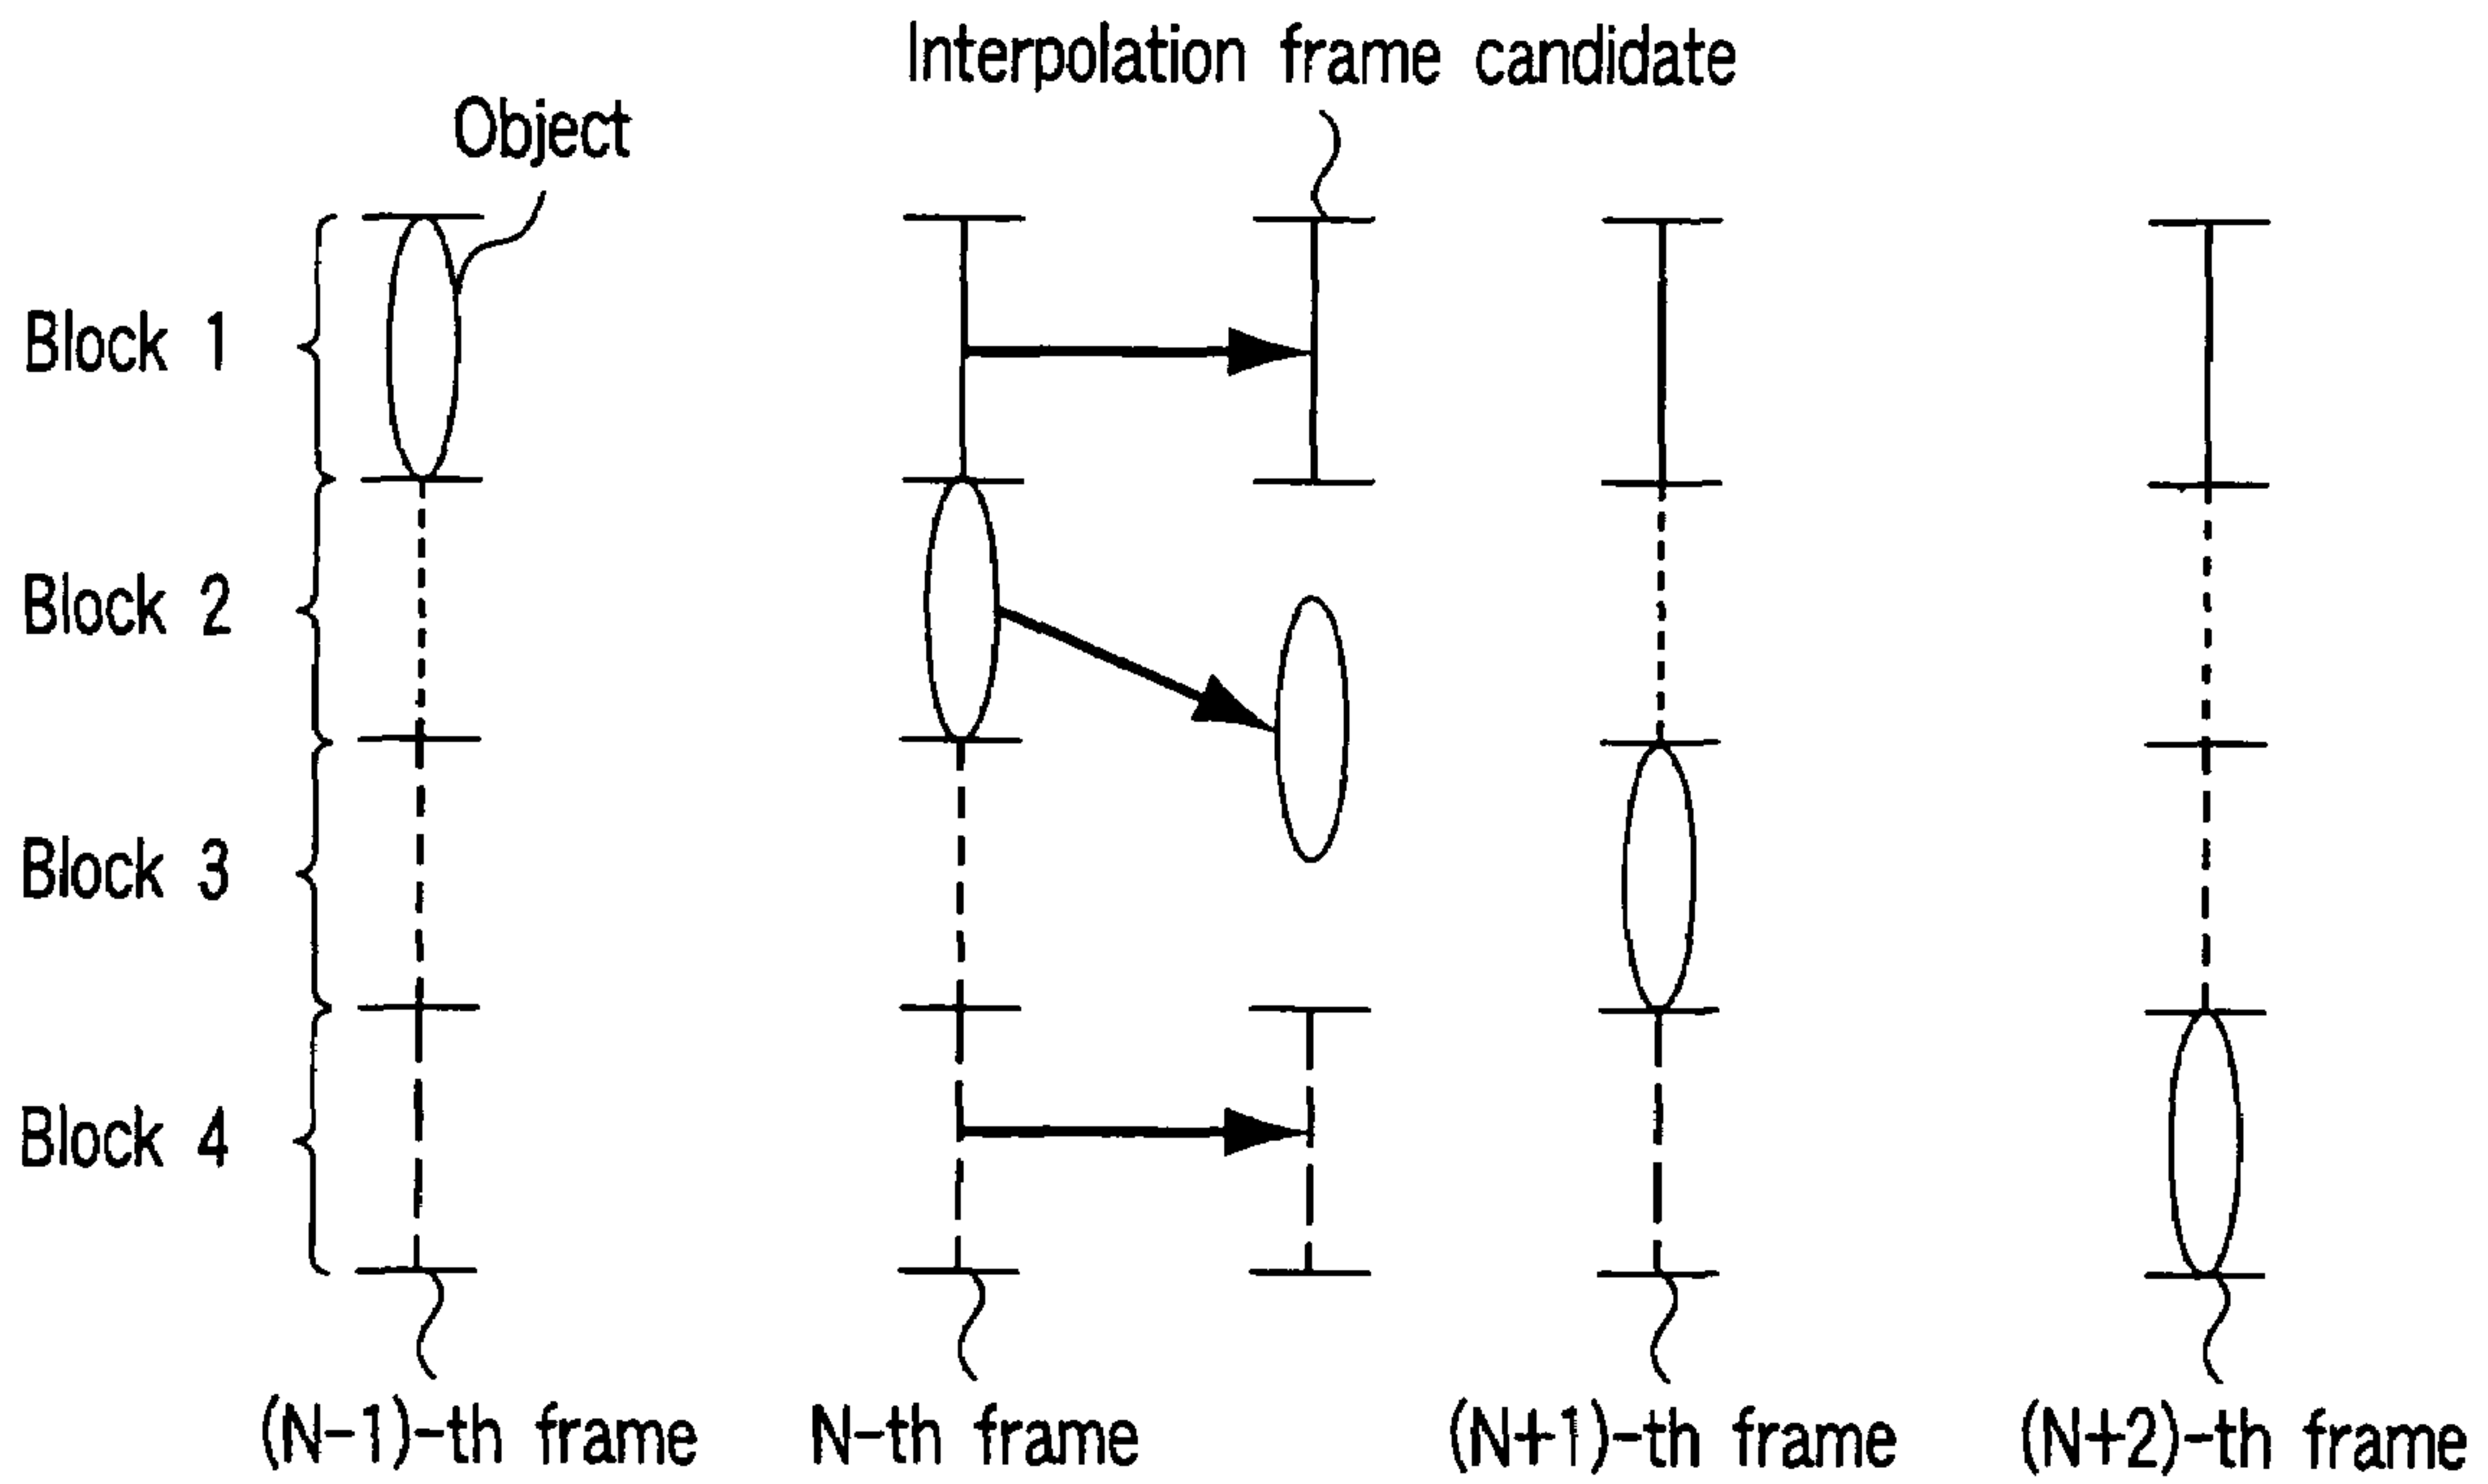 Interpolation frame candidate
Object
Block 1
Block 2
Block 3
Block 4
(N-1)-th frame
N-th frame
(N+1)-th frame
(N+2)-th frame